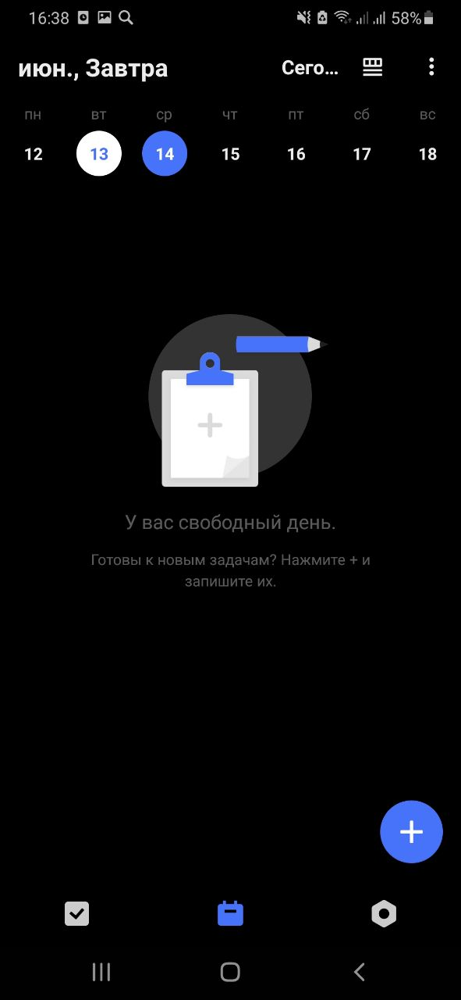 16:38 58%
июн., Завтра Сего...
пн вт ср чт пт сб вс
12 13 14 15 16 17 18
У вас свободный день.
Готовы к новым задачам? Нажмите + и
запишите их.